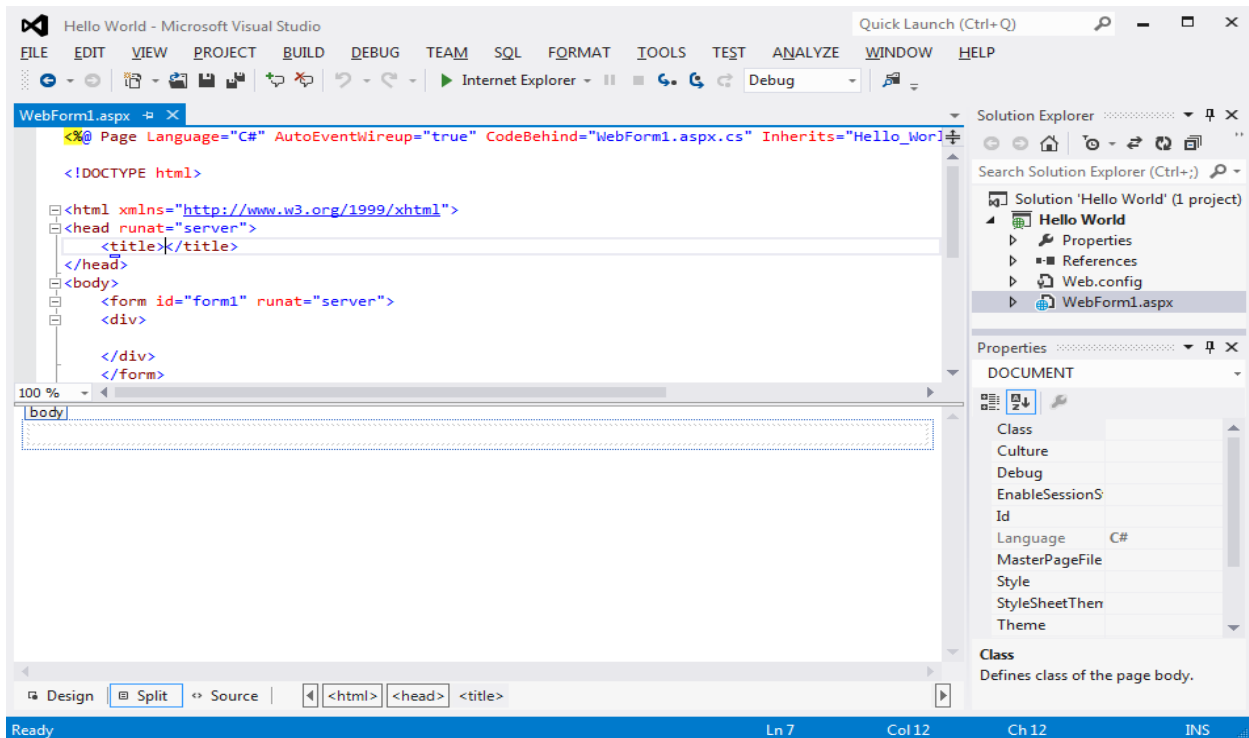 Hello World - Microsoft Visual Studio
Quick Launch (Ctrl+Q)
FILE EDIT VIEW PROJECT BUILD DEBUG TEAM SQL FORMAT TOOLS TEST ANALYZE WINDOW HELP
Internet Explorer Debug
WebForm1.aspx
<%@ Page Language="C#" AutoEventWireup="true" CodeBehind="WebForm1.aspx.cs" Inherits="Hello_Worl
<!DOCTYPE html>
<html xmlns="http://www.w3.org/1999/xhtml">
<head runat="server">
<title></title>
</head>
<body>
<form id="form1" runat="server">
<div>
</div>
</form>
100 %
body
Design Split Source <html> <head> <title>
Solution Explorer
Search Solution Explorer (Ctrl+;)
Solution 'Hello World' (1 project)
Hello World
Properties
References
Web.config
WebForm1.aspx
Properties
DOCUMENT
Class
Culture
Debug
EnableSessionS
Id
Language C#
MasterPageFile
Style
StyleSheetThem
Theme
Class
Defines class of the page body.
Ready Ln 7 Col 12 Ch 12 INS